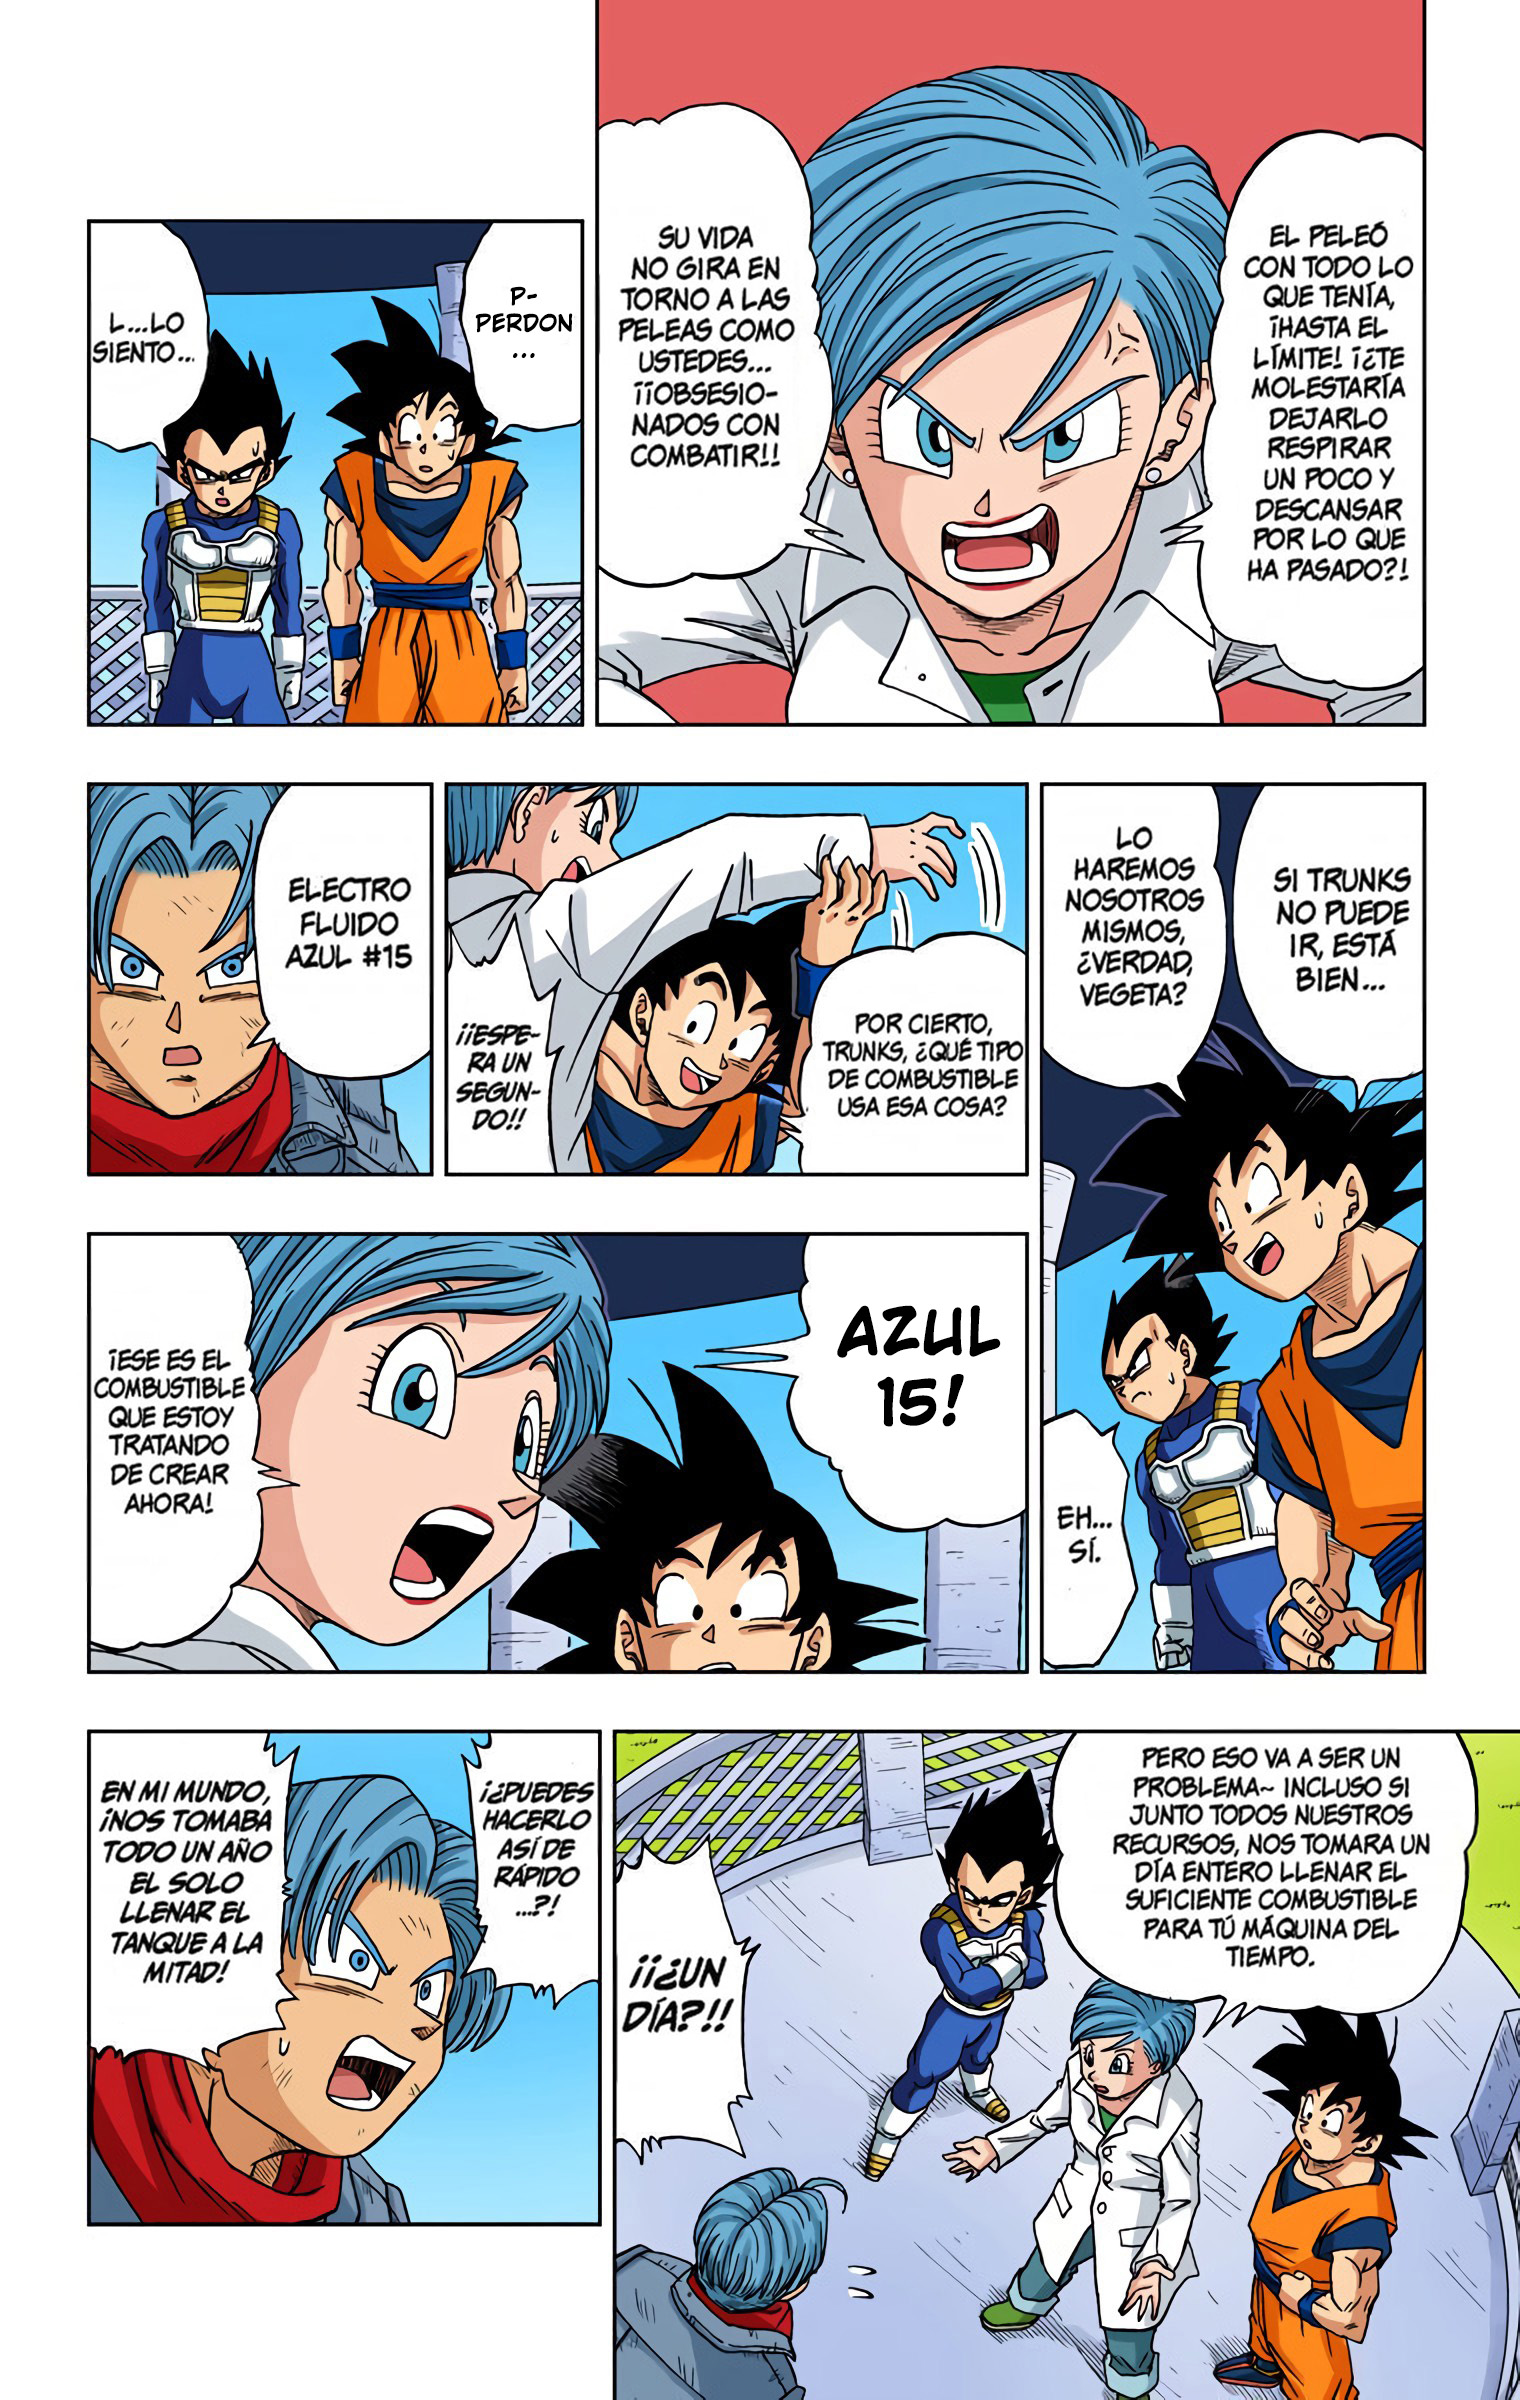 EL PELEÓ
CON TODO LO
QUE TENÍA,
¡HASTA EL
LÍMITE! ¡¿TE
MOLESTARÍA
DEJARLO
RESPIRAR
UN POCO Y
DESCANSAR
POR LO QUE
HA PASADO?!
SU VIDA
NO GIRA EN
TORNO A LAS
PELEAS COMO
USTEDES...
¡¡OBSESIO-
NADOS CON
COMBATIR!!
P-
PERDON
...
L...LO
SIENTO...
SI TRUNKS
NO PUEDE
IR, ESTÁ
BIEN...
LO
HAREMOS
NOSOTROS
MISMOS,
¿VERDAD,
VEGETA?
EH...
SÍ.
POR CIERTO,
TRUNKS, ¿QUÉ TIPO
DE COMBUSTIBLE
USA ESA COSA?
¡¡ESPE-
RA UN
SEGUN-
DO!!
ELECTRO
FLUIDO
AZUL #15
AZUL
15!
¡ESE ES EL
COMBUSTIBLE
QUE ESTOY
TRATANDO
DE CREAR
AHORA!
PERO ESO VA A SER UN
PROBLEMA~ INCLUSO SI
JUNTO TODOS NUESTROS
RECURSOS, NOS TOMARA UN
DÍA ENTERO LLENAR EL
SUFICIENTE COMBUSTIBLE
PARA TÚ MÁQUINA DEL
TIEMPO.
¡¡¿UN
DÍA?!!
¡¿PUEDES
HACERLO
ASÍ DE
RÁPIDO
...?!
EN MI MUNDO,
¡NOS TOMABA
TODO UN AÑO
EL SOLO
LLENAR EL
TANQUE A LA
MITAD!